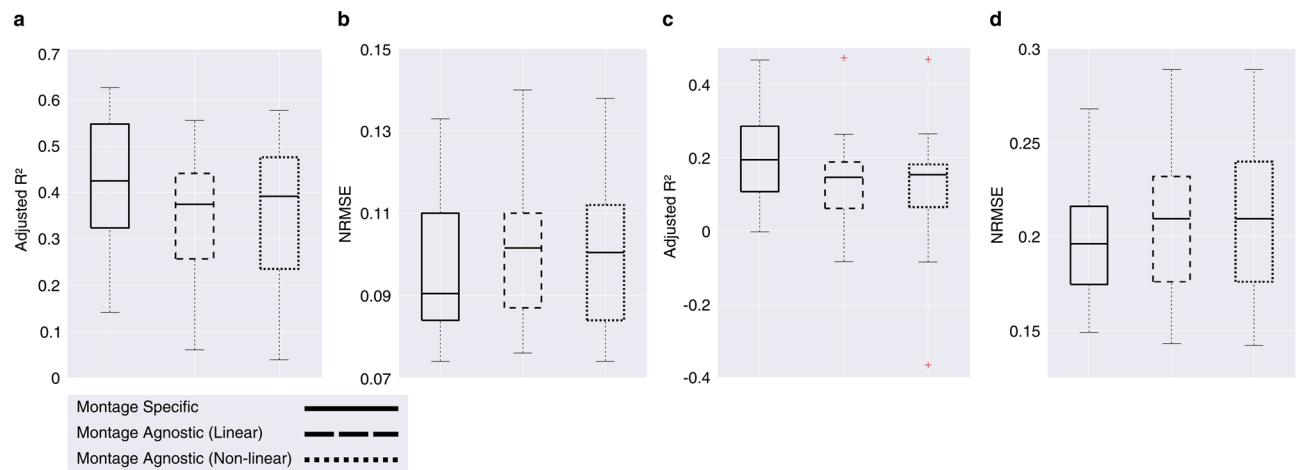 a
b
c
d
Adjusted R²
0.7
0.6
0.5
0.4
0.3
0.2
0.1
0
NRMSE
0.15
0.13
0.11
0.09
0.07
Adjusted R²
0.4
0.2
0
-0.2
-0.4
NRMSE
0.3
0.25
0.2
0.15
Montage Specific
Montage Agnostic (Linear)
Montage Agnostic (Non-linear)